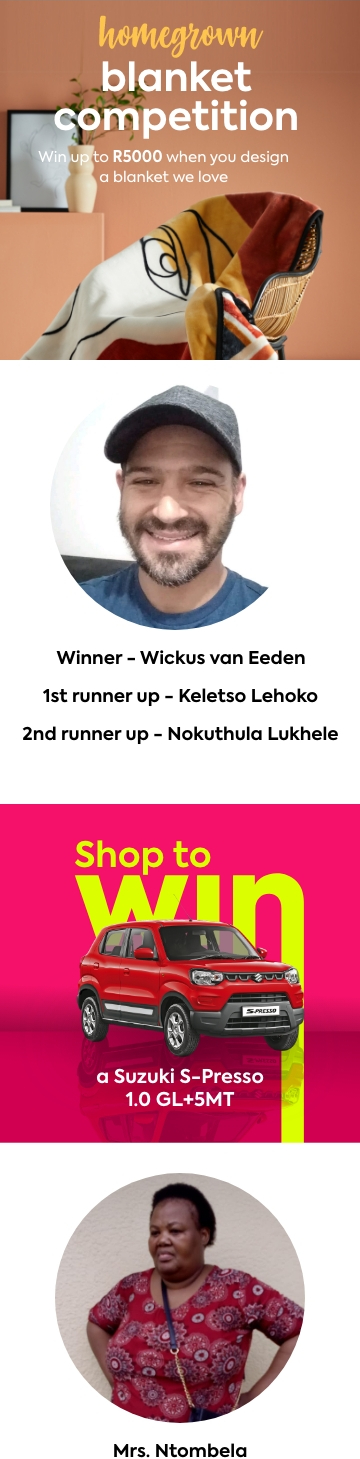 homegrown
blanket
competition
Win up to R5000 when you design
a blanket we love
Winner - Wickus van Eeden
1st runner up - Keletso Lehoko
2nd runner up - Nokuthula Lukhele
Shop to
win
S-PRESSO
a Suzuki S-Presso
1.0 GL+5MT
Mrs. Ntombela